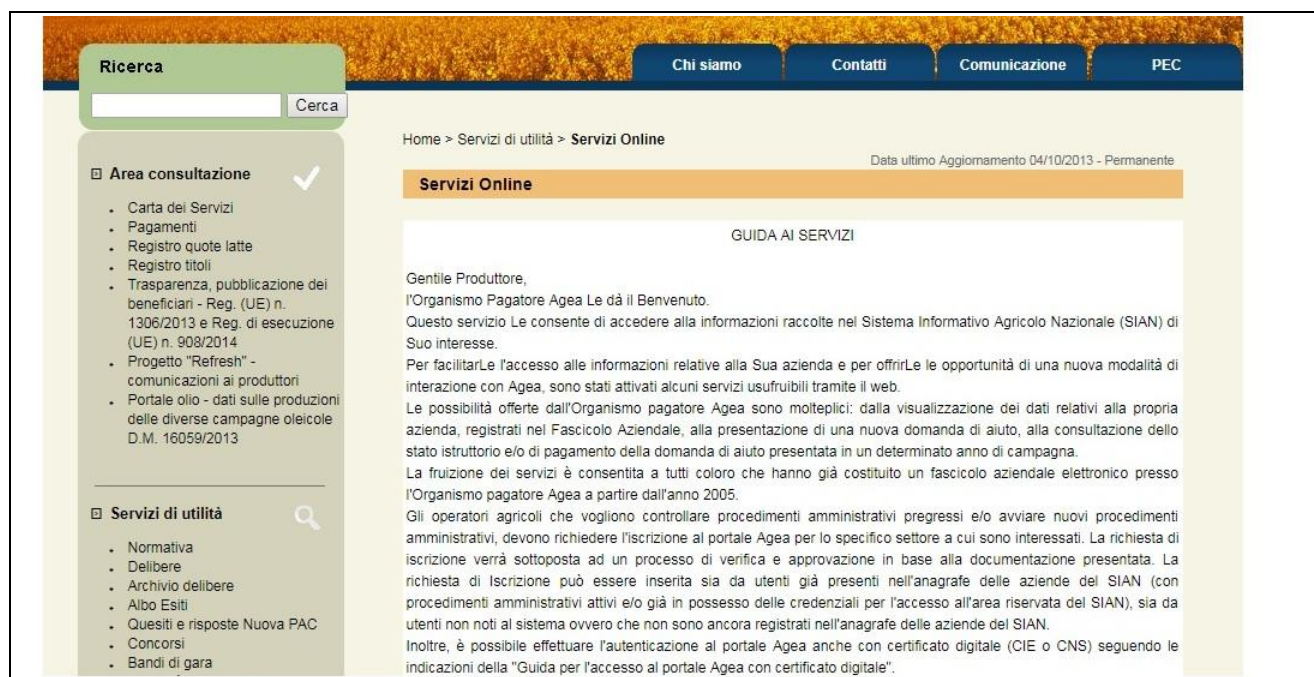 Ricerca
Cerca
Chi siamo
Contatti
Comunicazione
PEC
Area consultazione
Carta dei Servizi
Pagamenti
Registro quote latte
Registro titoli
Trasparenza, pubblicazione dei
beneficiari - Reg. (UE) n.
1306/2013 e Reg. di esecuzione
(UE) n. 908/2014
Progetto "Refresh" -
comunicazioni ai produttori
Portale olio - dati sulle produzioni
delle diverse campagne oleicole
D.M. 16059/2013
Servizi di utilità
Normativa
Delibere
Archivio delibere
Albo Esiti
Quesiti e risposte Nuova PAC
Concorsi
Bandi di gara
Home > Servizi di utilità > Servizi Online
Data ultimo Aggiornamento 04/10/2013 - Permanente
Servizi Online
GUIDA AI SERVIZI
Gentile Produttore,
l'Organismo Pagatore Agea Le dà il Benvenuto.
Questo servizio Le consente di accedere alla informazioni raccolte nel Sistema Informativo Agricolo Nazionale (SIAN) di
Suo interesse.
Per facilitarLe l'accesso alle informazioni relative alla Sua azienda e per offrirLe le opportunità di una nuova modalità di
interazione con Agea, sono stati attivati alcuni servizi usufruibili tramite il web.
Le possibilità offerte dall'Organismo pagatore Agea sono molteplici: dalla visualizzazione dei dati relativi alla propria
azienda, registrati nel Fascicolo Aziendale, alla presentazione di una nuova domanda di aiuto, alla consultazione dello
stato istruttorio e/o di pagamento della domanda di aiuto presentata in un determinato anno di campagna.
La fruizione dei servizi è consentita a tutti coloro che hanno già costituito un fascicolo aziendale elettronico presso
l'Organismo pagatore Agea a partire dall'anno 2005.
Gli operatori agricoli che vogliono controllare procedimenti amministrativi pregressi e/o avviare nuovi procedimenti
amministrativi, devono richiedere l'iscrizione al portale Agea per lo specifico settore a cui sono interessati. La richiesta di
iscrizione verrà sottoposta ad un processo di verifica e approvazione in base alla documentazione presentata. La
richiesta di Iscrizione può essere inserita sia da utenti già presenti nell'anagrafe delle aziende del SIAN (con
procedimenti amministrativi attivi e/o già in possesso delle credenziali per l'accesso all'area riservata del SIAN), sia da
utenti non noti al sistema ovvero che non sono ancora registrati nell'anagrafe delle aziende del SIAN.
Inoltre, è possibile effettuare l'autenticazione al portale Agea anche con certificato digitale (CIE o CNS) seguendo le
indicazioni della "Guida per l'accesso al portale Agea con certificato digitale".